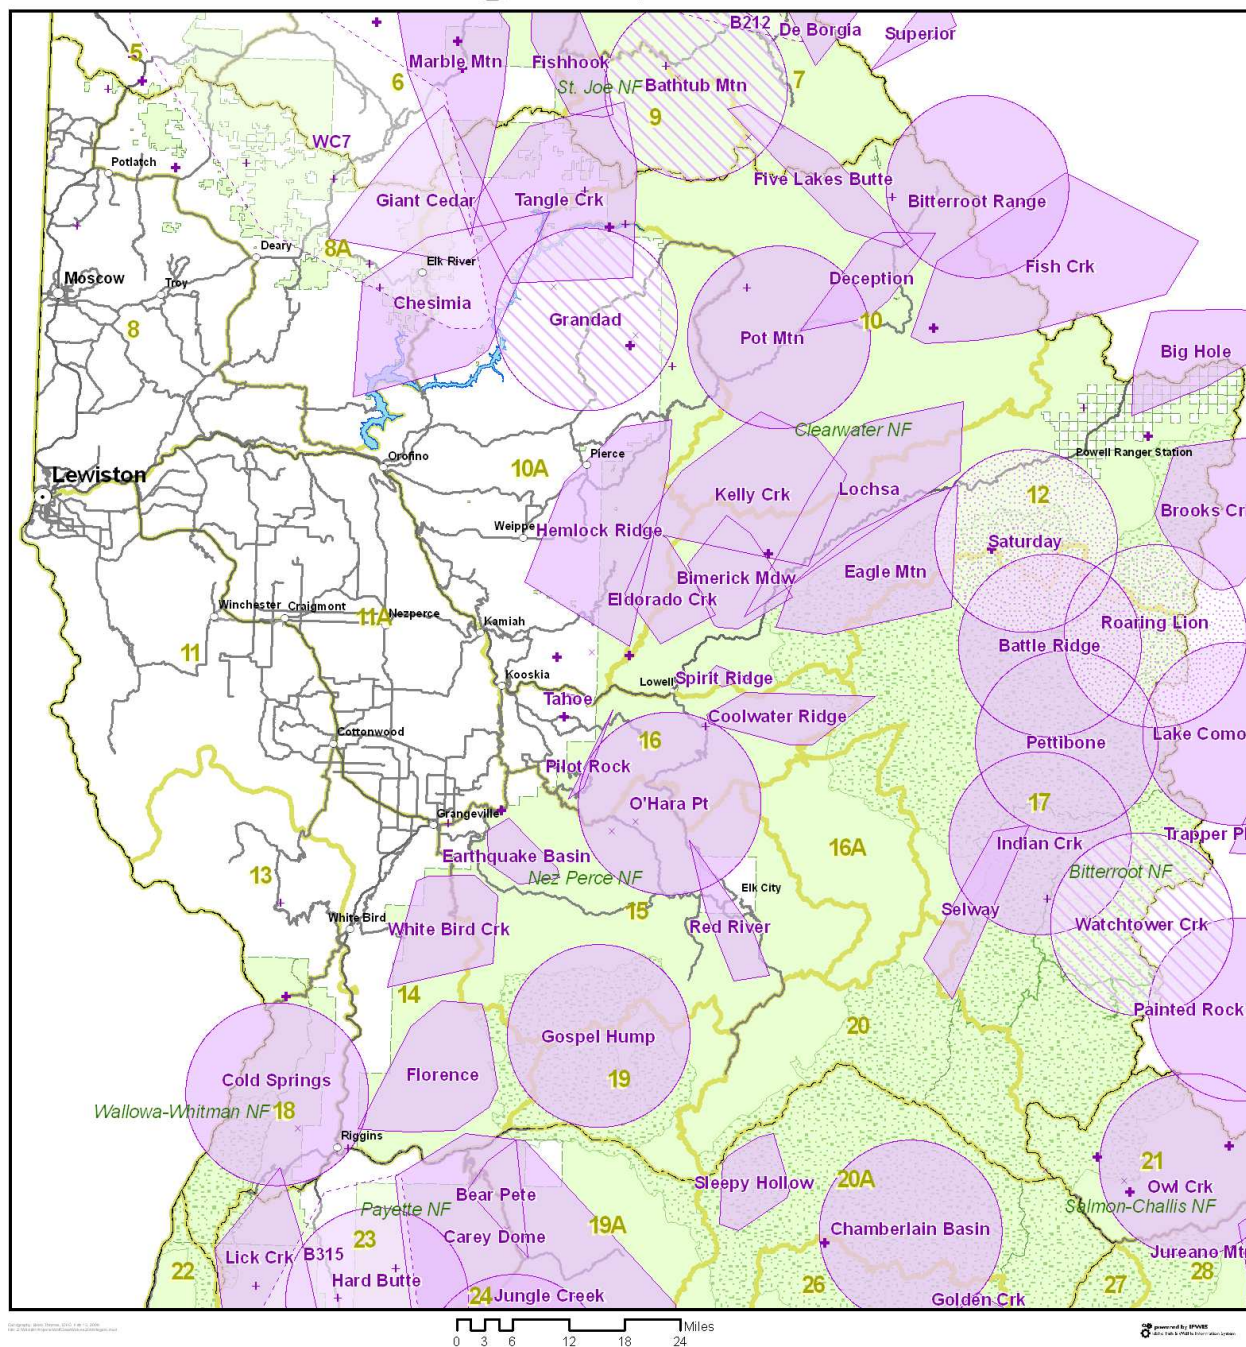 B212
De Borgia
Superior
5
Marble Mtn
Fishhook
St. Joe NF
Bathtub Mtn
7
6
9
WC7
Potlatch
Five Lakes Butte
Giant Cedar
Tangle Crk
Bitterroot Range
8A
Deary
Elk River
Fish Crk
Moscow
Troy
Deception
Chesimia
8
Grandad
10
Pot Mtn
Big Hole
Clearwater NF
Orofino
Pierce
Powell Ranger Station
Lewiston
10A
Kelly Crk
Lochsa
12
Brooks Cr
Weippe
Hemlock Ridge
Saturday
Bimerick Mdw
Eagle Mtn
Eldorado Crk
Winchester
Craigmont
11A
Nezperce
Kamiah
Roaring Lion
11
Battle Ridge
Kooskia
Lowell
Spirit Ridge
Tahoe
Coolwater Ridge
Cottonwood
16
Pettibone
Lake Como
Pilot Rock
O'Hara Pt
17
Grangeville
Trapper P
Earthquake Basin
16A
Indian Crk
13
Nez Perce NF
Bitterroot NF
Elk City
15
Selway
White Bird
White Bird Crk
Red River
Watchtower Crk
14
Painted Rock
20
Gospel Hump
Cold Springs
Florence
19
Wallowa-Whitman NF
18
Riggins
21
Sleepy Hollow
20A
Owl Crk
Bear Pete
Payette NF
19A
Salmon-Challis NF
Chamberlain Basin
23
Carey Dome
Lick Crk
B315
Jureano Mt
22
Hard Butte
26
27
28
24
Jungle Creek
Golden Crk
Miles
0 3 6 12 18 24
powered by IFWIS